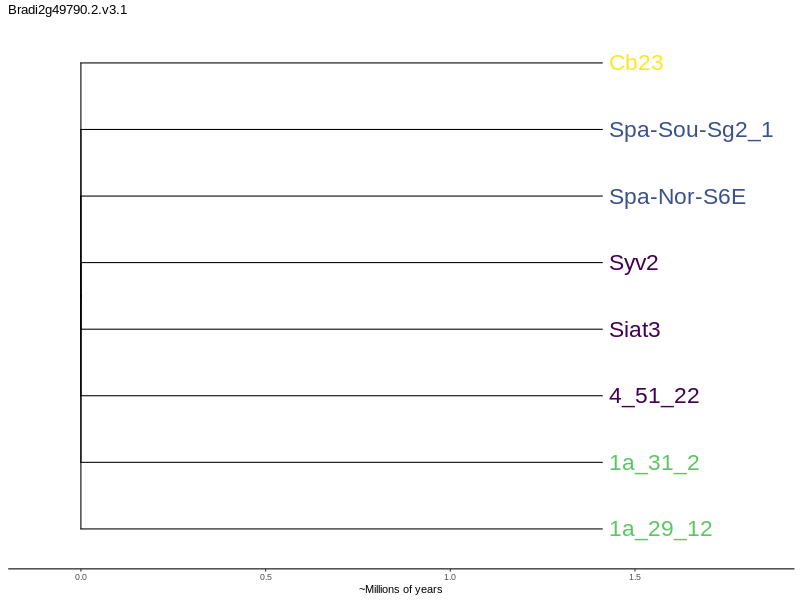 Bradi2g49790.2.v3.1
Cb23
Spa-Sou-Sg2_1
Spa-Nor-S6E
Syv2
Siat3
4_51_22
1a_31_2
1a_29_12
0.0 0.5 1.0 1.5
~Millions of years